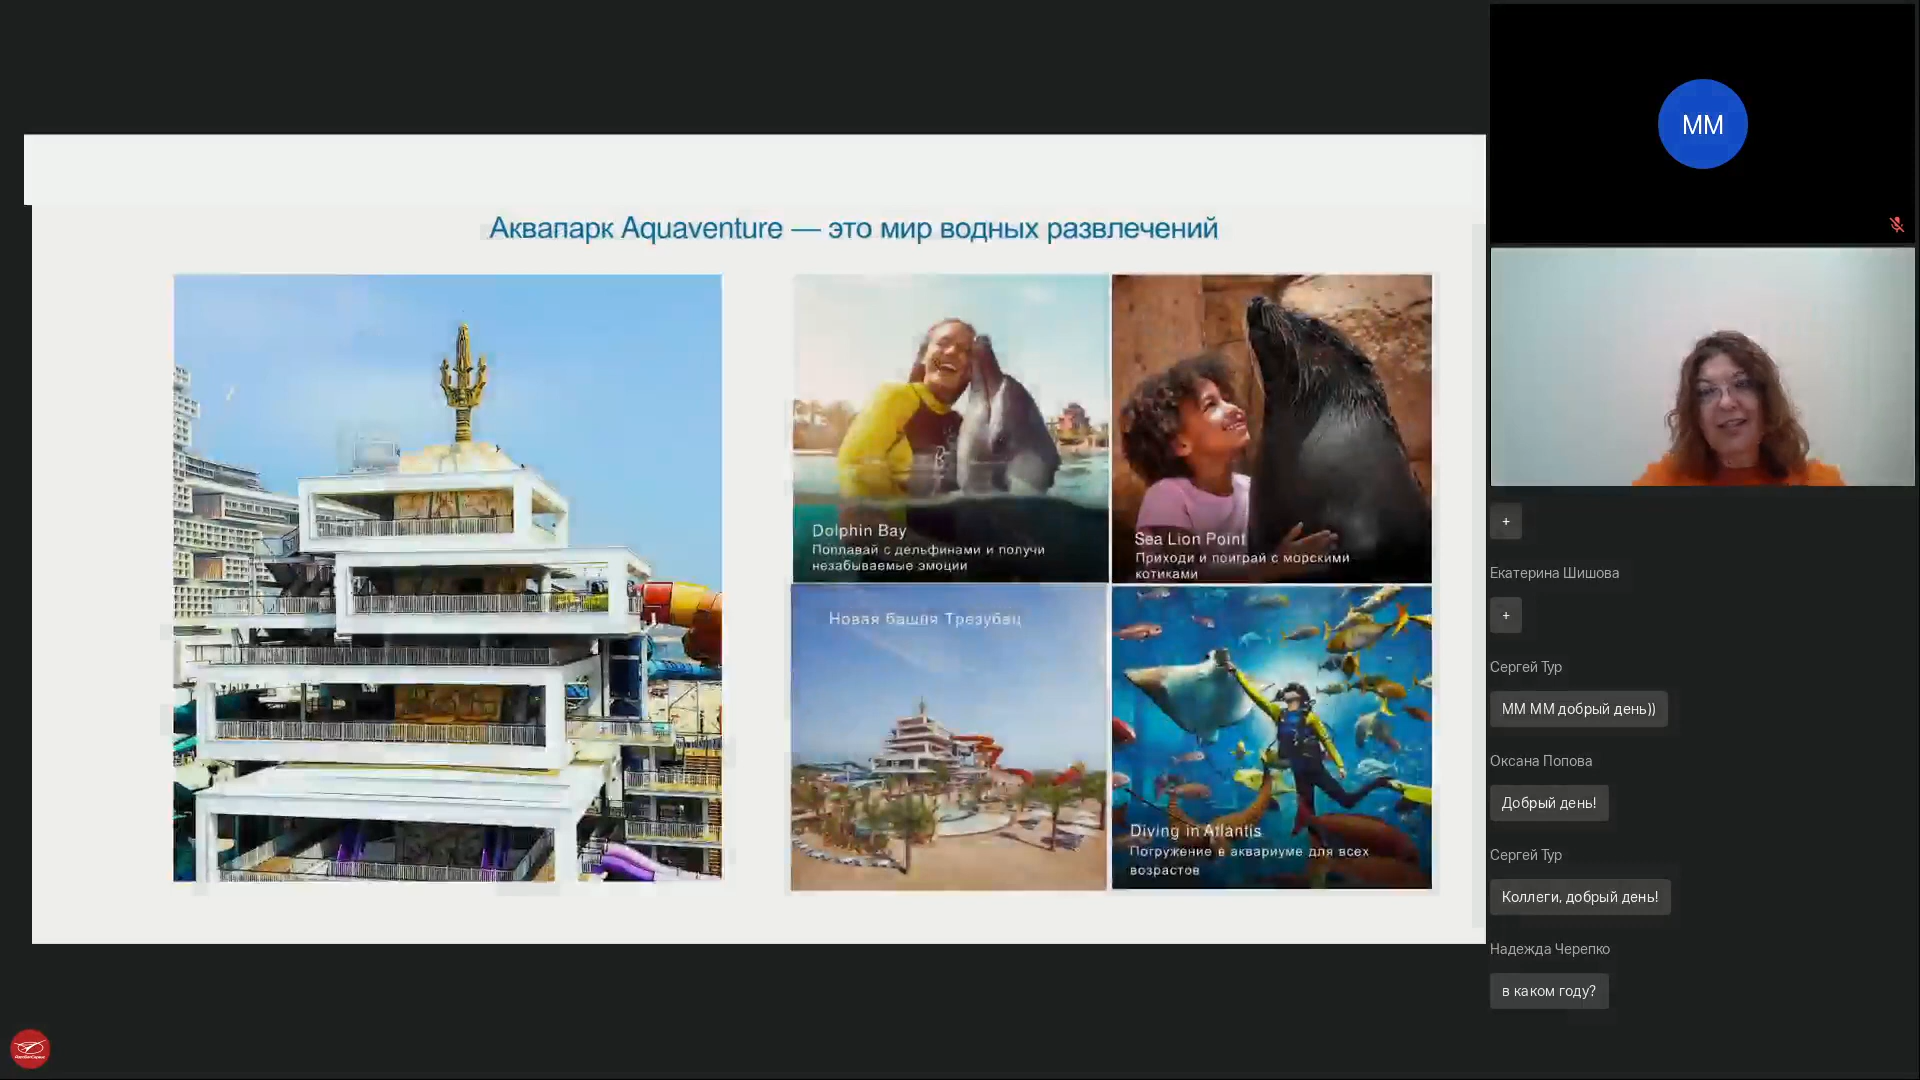 Аквапарк Aquaventure — это мир водных развлечений
Dolphin Bay
Поплавай с дельфинами и получи
незабываемые эмоции
Sea Lion Point
Приходи и поиграй с морскими
котиками
Новая башня Трезубец
Diving in Atlantis
Погружение в аквариуме для всех
возрастов
MM
+
Екатерина Шишова
+
Сергей Тур
ММ ММ добрый день))
Оксана Попова
Добрый день!
Сергей Тур
Коллеги, добрый день!
Надежда Черепко
в каком году?